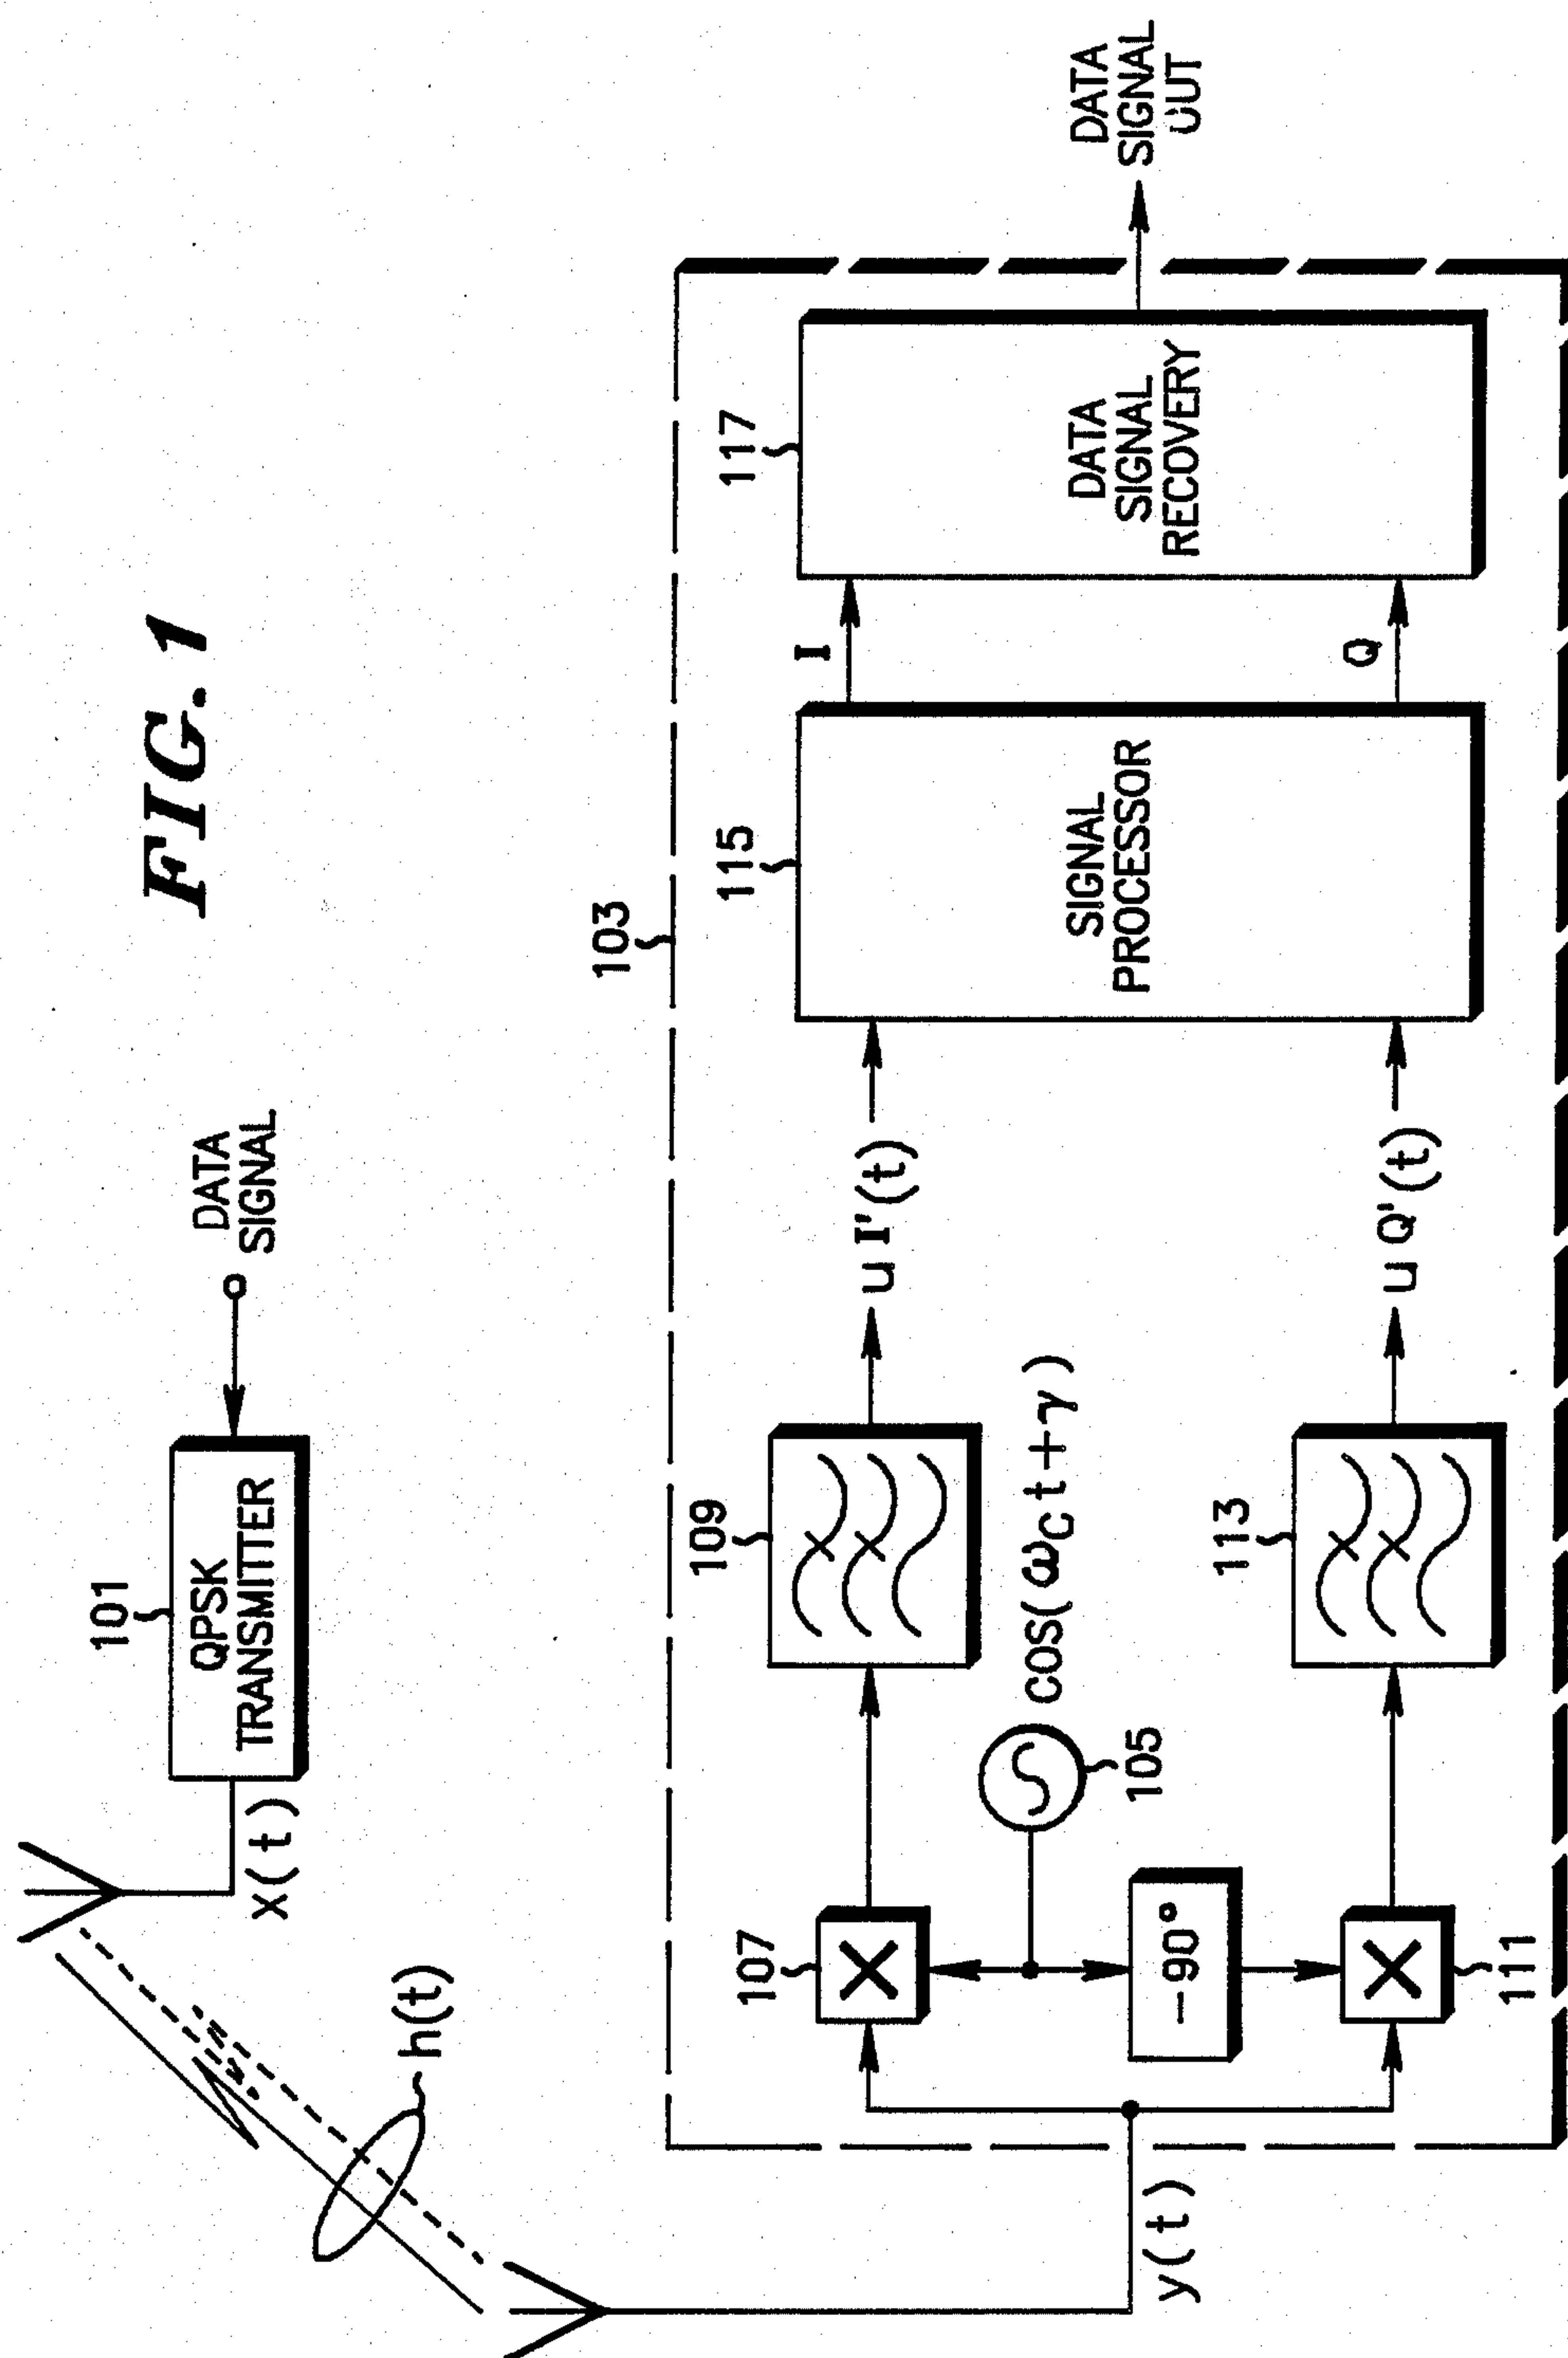 FIG. 1
DATA
SIGNAL
101
QPSK
TRANSMITTER
x(t)
h(t)
y(t)
103
107
X
109
105
cos(ωct+γ)
-90°
111
X
113
u I'(t)
u Q'(t)
115
SIGNAL
PROCESSOR
I
Q
117
DATA
SIGNAL
RECOVERY
DATA
SIGNAL
OUT